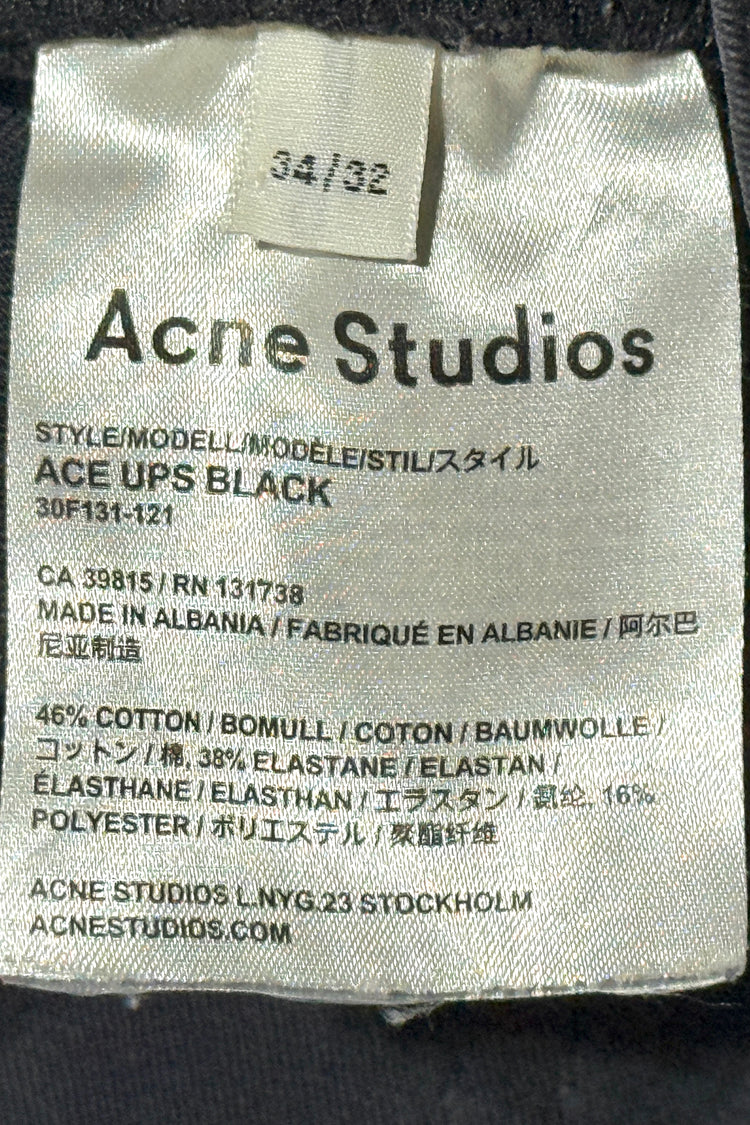 34/32
Acne Studios
STYLE/MODELL/MODÈLE/STIL/スタイル
ACE UPS BLACK
30F131-121
CA 39815 / RN 131738
MADE IN ALBANIA / FABRIQUÉ EN ALBANIE / 阿尔巴
尼亚制造
46% COTTON / BOMULL / COTON / BAUMWOLLE /
コットン / 棉, 38% ELASTANE / ELASTAN /
ÉLASTHANE / ELASTHAN / エラスタン / 氨纶, 16%
POLYESTER / ポリエステル / 聚酯纤维
ACNE STUDIOS L.NYG.23 STOCKHOLM
ACNESTUDIOS.COM